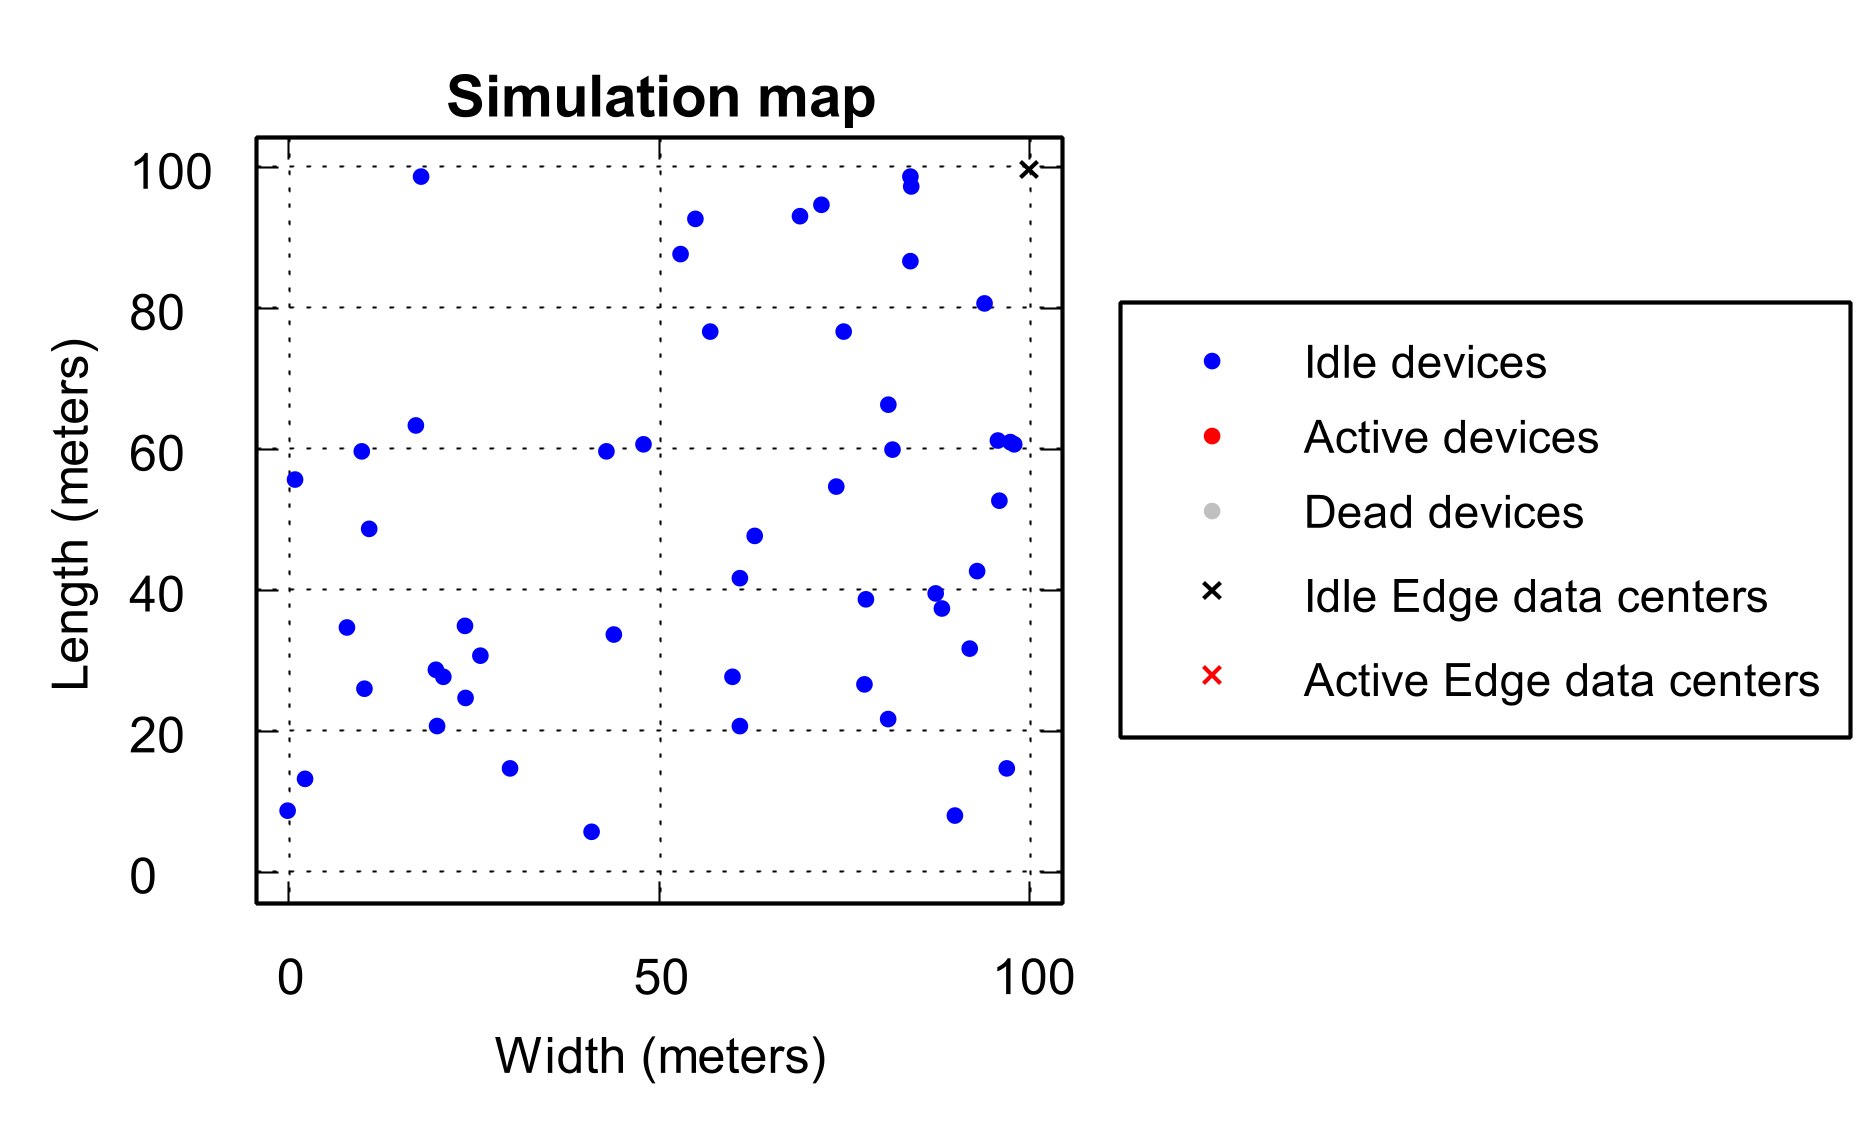 Simulation map
100
80
60
40
20
0
Length (meters)
0 50 100
Width (meters)
Idle devices
Active devices
Dead devices
Idle Edge data centers
Active Edge data centers